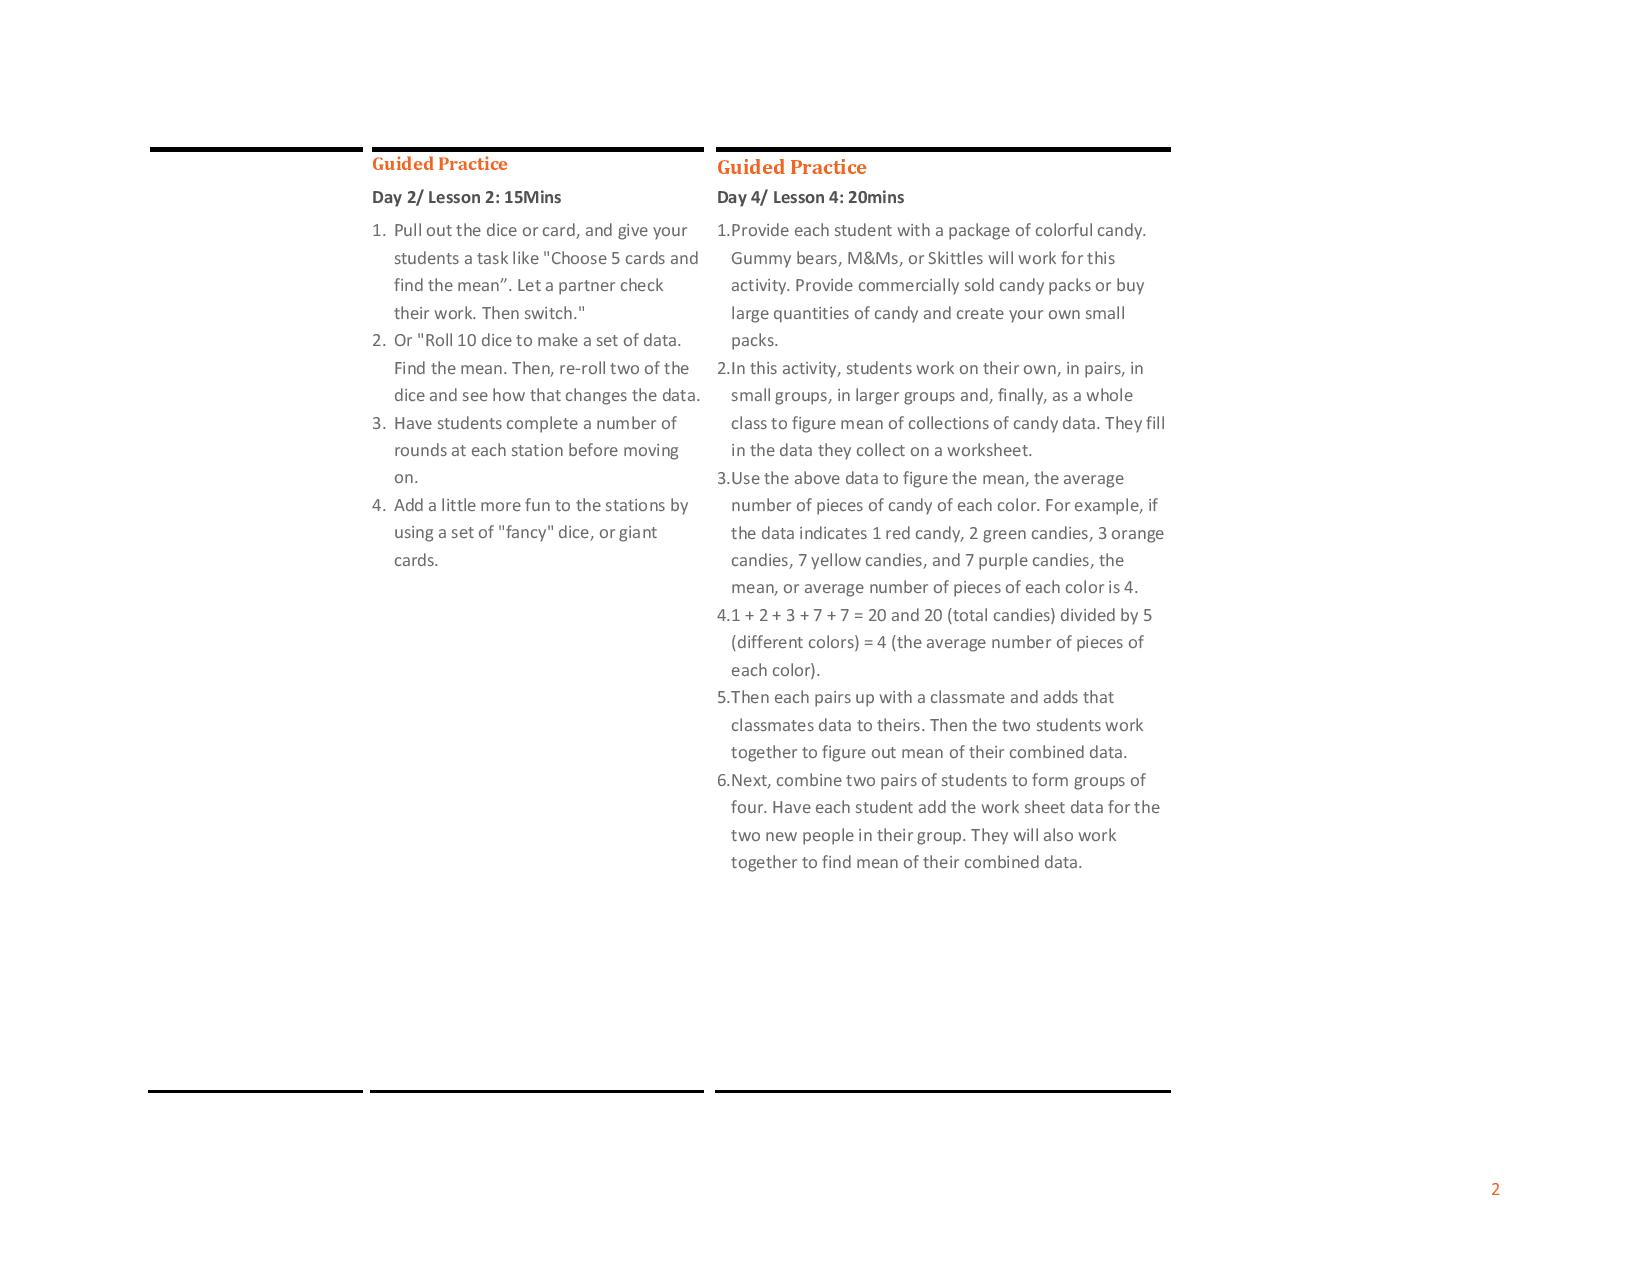 Guided Practice
Day 2/ Lesson 2: 15Mins
1. Pull out the dice or card, and give your
students a task like "Choose 5 cards and
find the mean”. Let a partner check
their work. Then switch."
2. Or "Roll 10 dice to make a set of data.
Find the mean. Then, re-roll two of the
dice and see how that changes the data.
3. Have students complete a number of
rounds at each station before moving
on.
4. Add a little more fun to the stations by
using a set of "fancy" dice, or giant
cards.
Guided Practice
Day 4/ Lesson 4: 20mins
1.Provide each student with a package of colorful candy.
Gummy bears, M&Ms, or Skittles will work for this
activity. Provide commercially sold candy packs or buy
large quantities of candy and create your own small
packs.
2.In this activity, students work on their own, in pairs, in
small groups, in larger groups and, finally, as a whole
class to figure mean of collections of candy data. They fill
in the data they collect on a worksheet.
3.Use the above data to figure the mean, the average
number of pieces of candy of each color. For example, if
the data indicates 1 red candy, 2 green candies, 3 orange
candies, 7 yellow candies, and 7 purple candies, the
mean, or average number of pieces of each color is 4.
4.1 + 2 + 3 + 7 + 7 = 20 and 20 (total candies) divided by 5
(different colors) = 4 (the average number of pieces of
each color).
5.Then each pairs up with a classmate and adds that
classmates data to theirs. Then the two students work
together to figure out mean of their combined data.
6.Next, combine two pairs of students to form groups of
four. Have each student add the work sheet data for the
two new people in their group. They will also work
together to find mean of their combined data.
2